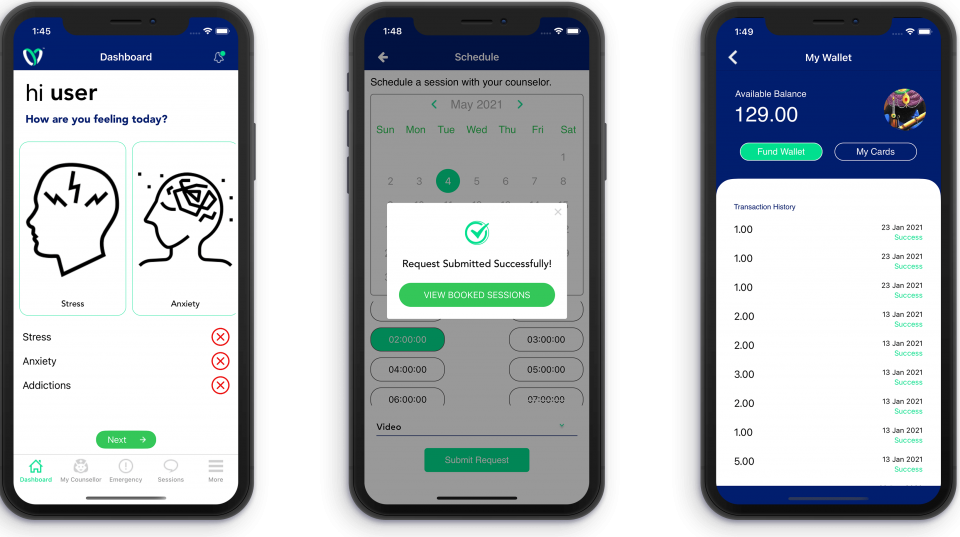 1:45
Dashboard
hi user
How are you feeling today?
Stress
Anxiety
Stress
Anxiety
Addictions
Next →
Dashboard
My Counsellor
Emergency
Sessions
More
1:48
Schedule
Schedule a session with your counselor.
May 2021
Sun Mon Tue Wed Thu Fri Sat
1
2 3 4 5 6 7 8
Request Submitted Successfully!
VIEW BOOKED SESSIONS
02:00:00 03:00:00
04:00:00 05:00:00
06:00:00 07:00:00
Video
Submit Request
1:49
My Wallet
Available Balance
129.00
Fund Wallet
My Cards
Transaction History
1.00 23 Jan 2021
Success
1.00 23 Jan 2021
Success
1.00 23 Jan 2021
Success
2.00 13 Jan 2021
Success
2.00 13 Jan 2021
Success
3.00 13 Jan 2021
Success
2.00 13 Jan 2021
Success
1.00 13 Jan 2021
Success
5.00 13 Jan 2021
Success